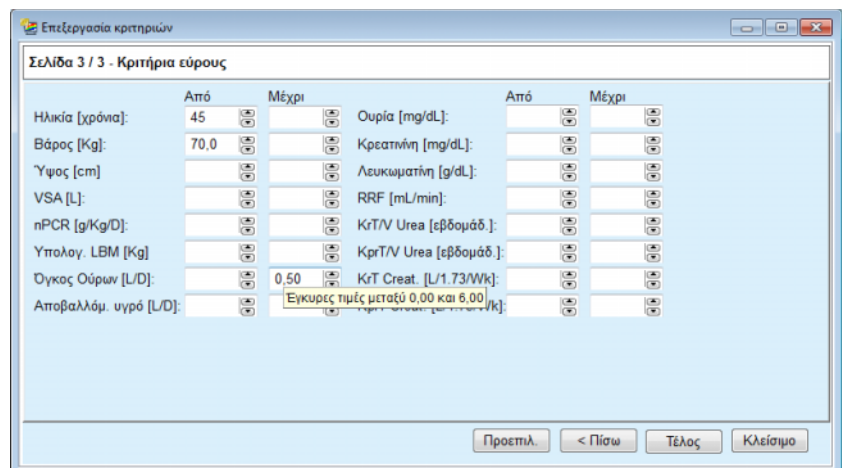 Επεξεργασία κριτηριών
Σελίδα 3 / 3 - Κριτήρια εύρους
Από Μέχρι Από Μέχρι
Ηλικία [χρόνια]: 45 Ουρία [mg/dL]:
Βάρος [Kg]: 70,0 Κρεατινίνη [mg/dL]:
Ύψος [cm] Λευκωματίνη [g/dL]:
VSA [L]: RRF [mL/min]:
nPCR [g/Kg/D]: KrT/V Urea [εβδομάδ.]:
Υπολογ. LBM [Kg] KprT/V Urea [εβδομάδ.]:
Όγκος Ούρων [L/D]: 0,50 KrT Creat. [L/1.73/Wk]:
Έγκυρες τιμές μεταξύ 0,00 και 6,00
Αποβαλλόμ. υγρό [L/D]:
Προεπιλ. < Πίσω Τέλος Κλείσιμο